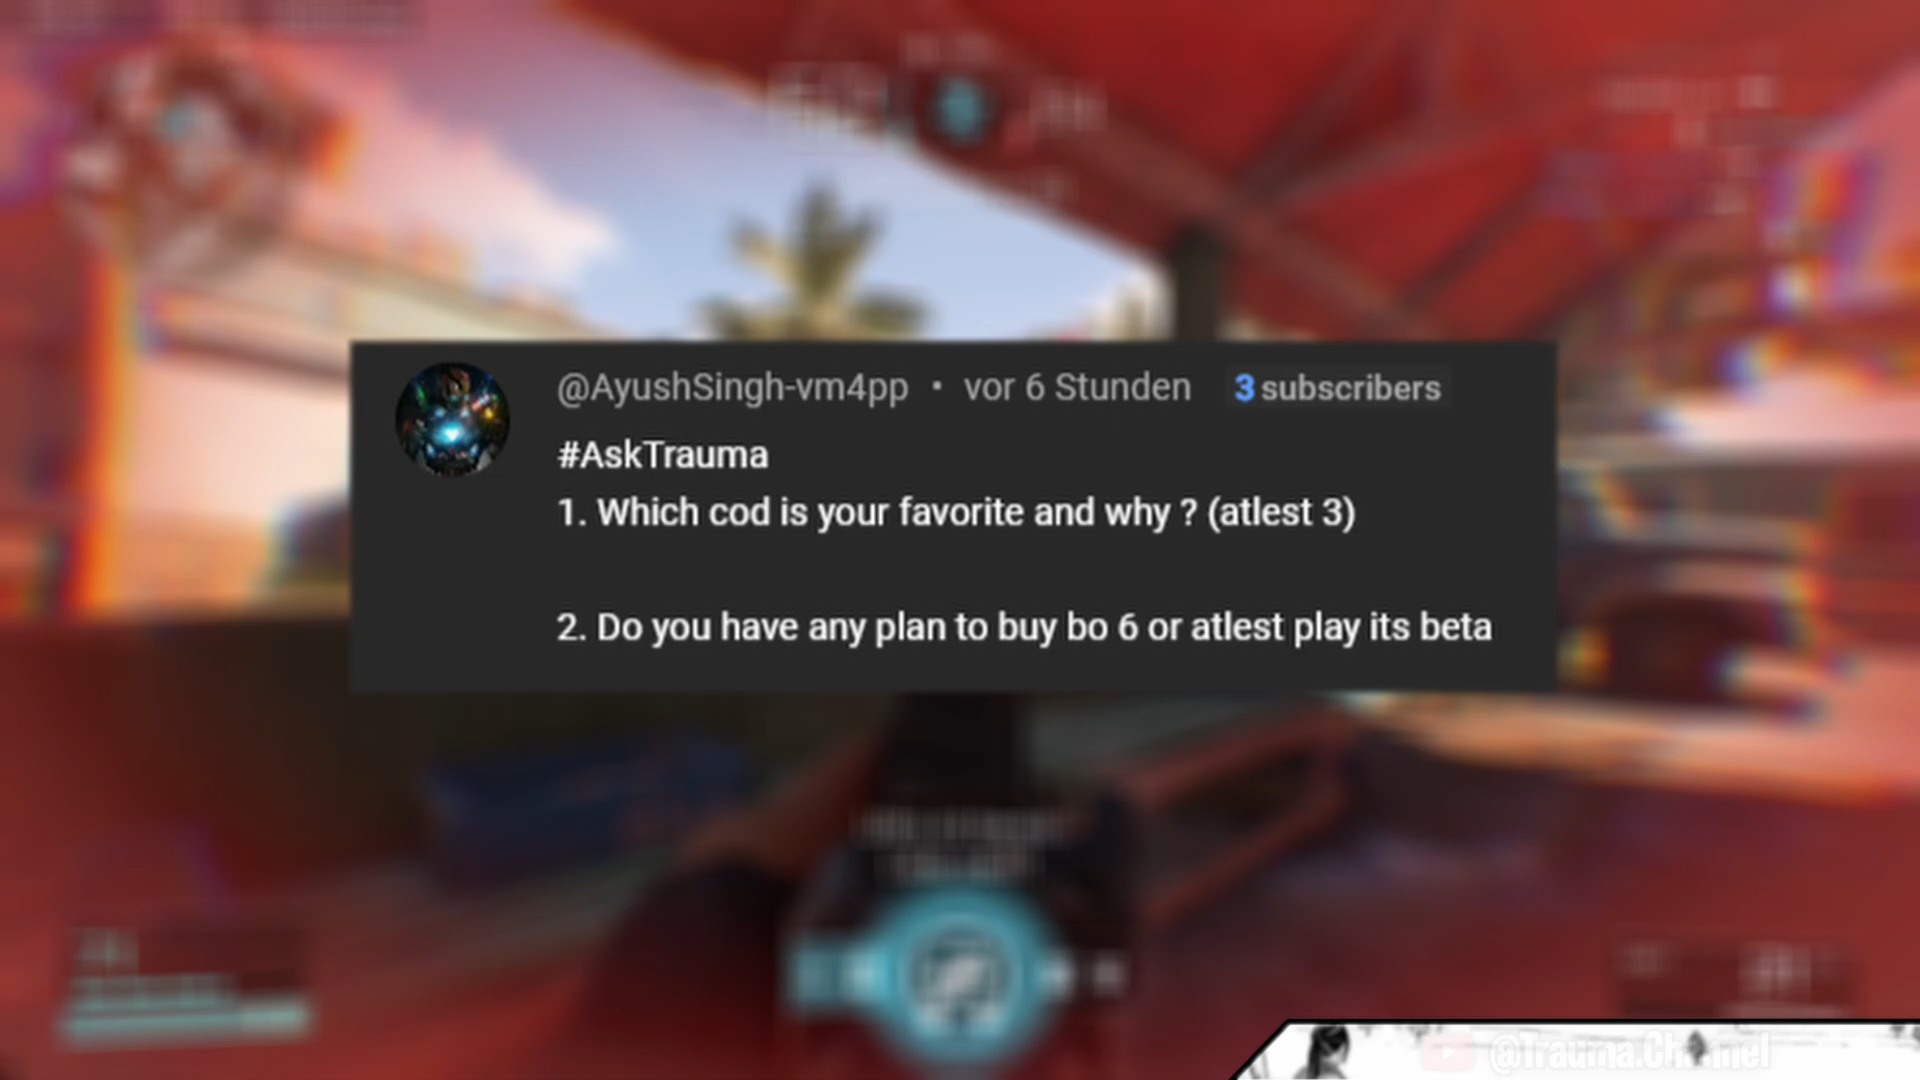 @AyushSingh-vm4pp • vor 6 Stunden 3 subscribers
#AskTrauma
1. Which cod is your favorite and why ? (atlest 3)
2. Do you have any plan to buy bo 6 or atlest play its beta